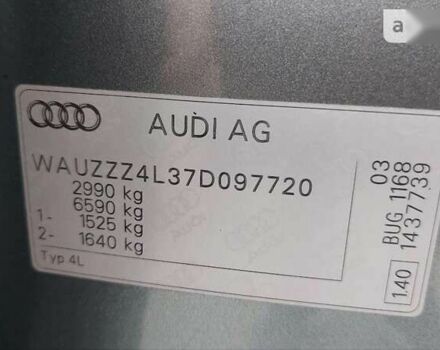 a
AUDI AG
WAUZZZ4L37D097720
2990 kg
6590 kg
1- 1525 kg
2- 1640 kg
Typ 4L
03
BUG 1168
1437739
140